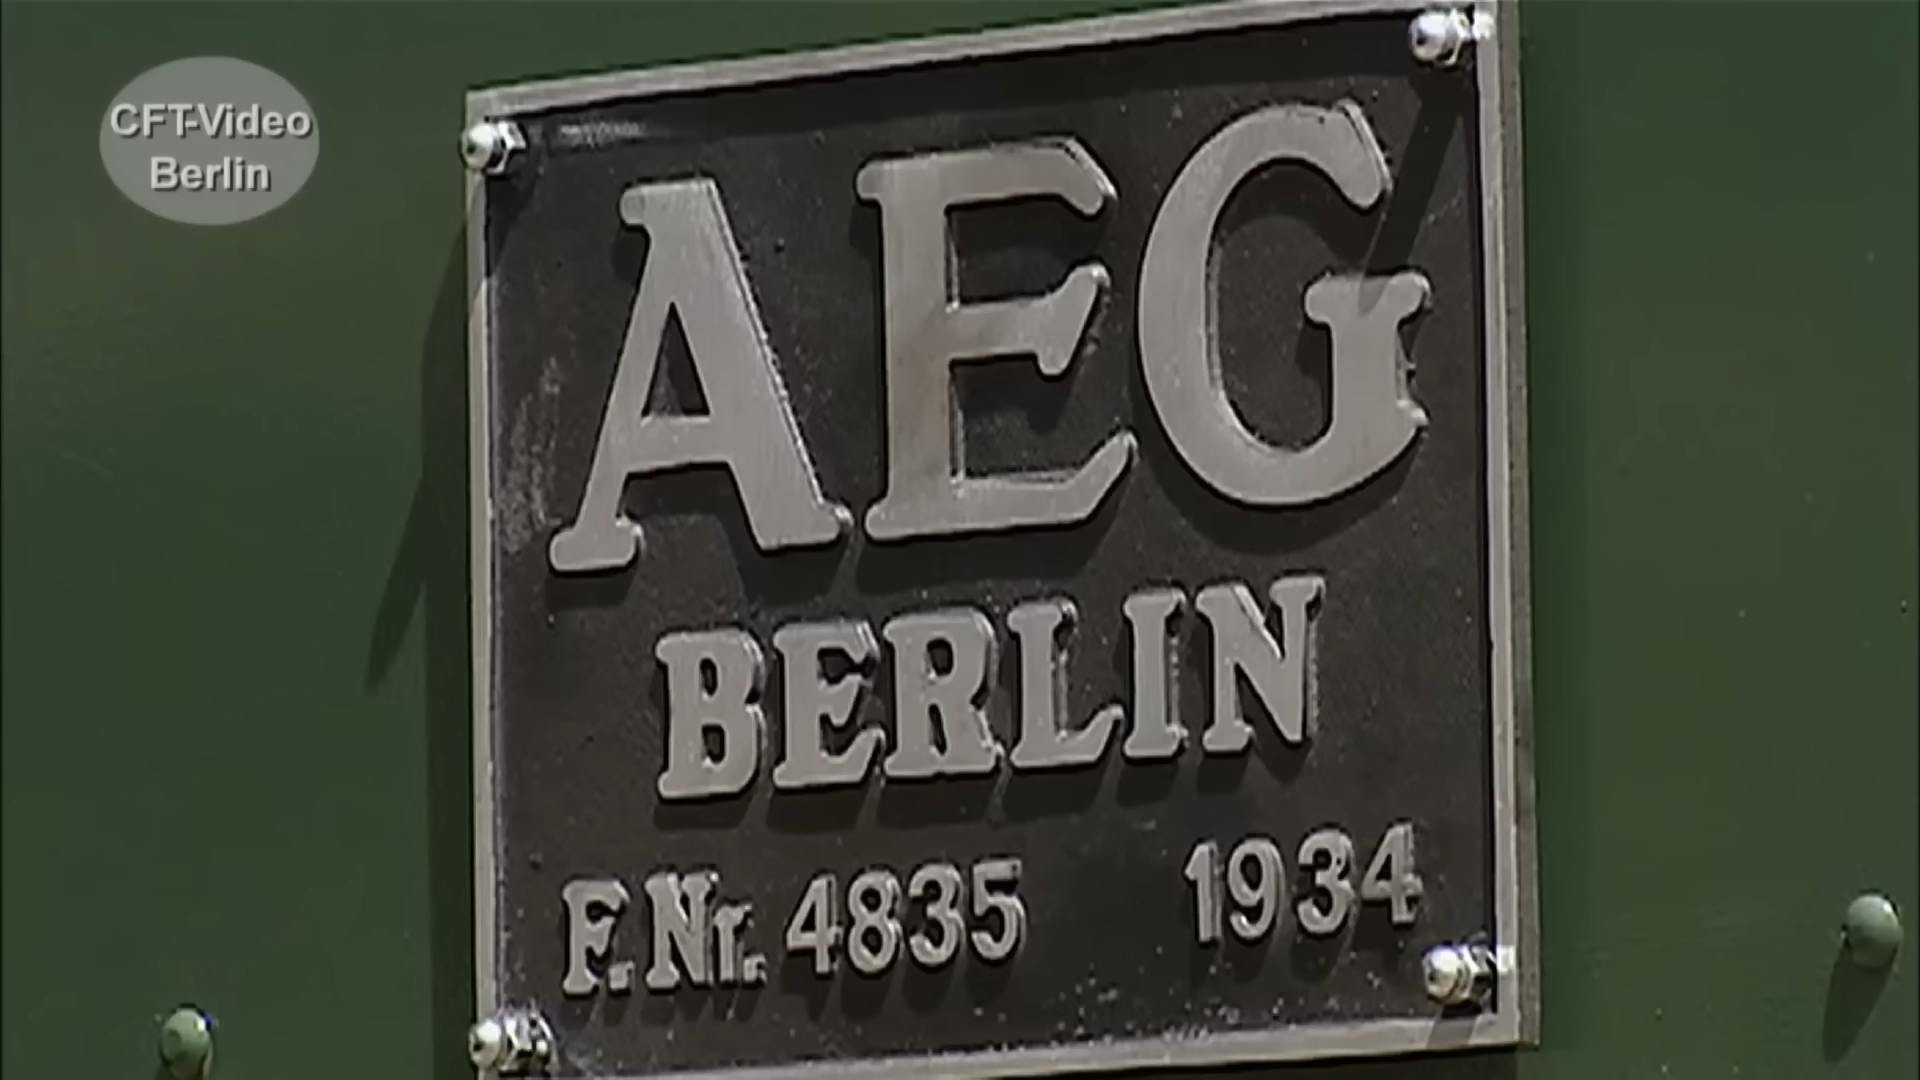 CFT-Video
Berlin
AEG
BERLIN
F.Nr. 4835 1934